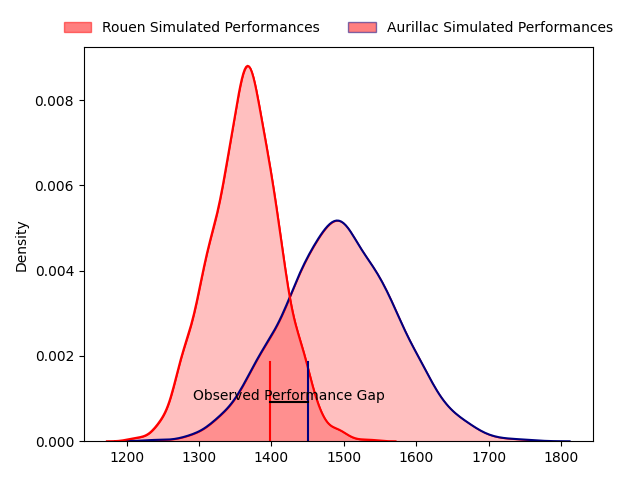 Rouen Simulated Performances Aurillac Simulated Performances
0.008
0.006
Density
0.004
0.002
Observed Performance Gap
0.000
1200 1300 1400 1500 1600 1700 1800